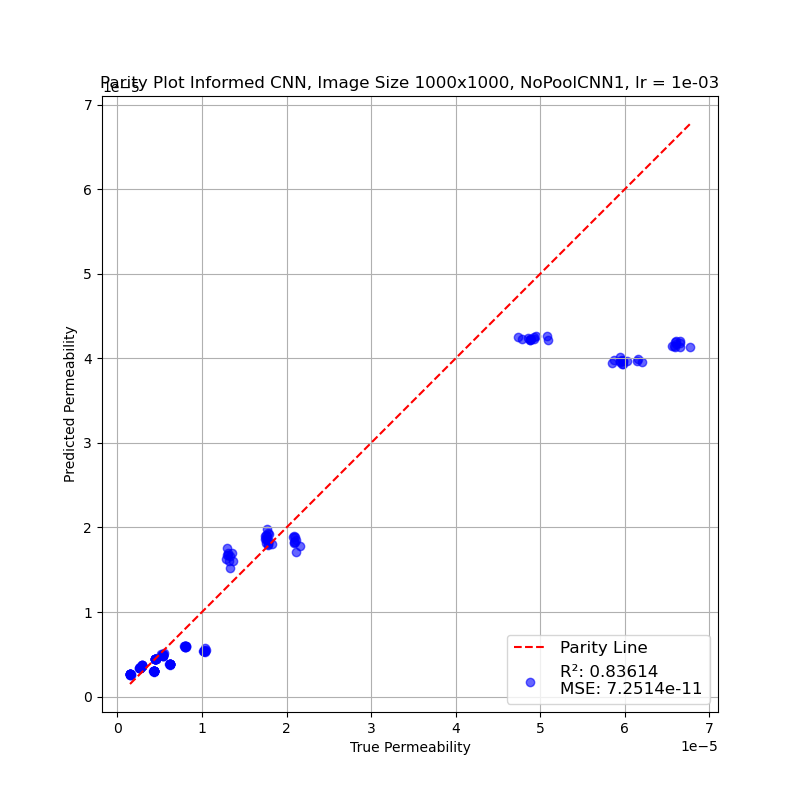 Parity Plot Informed CNN, Image Size 1000x1000, NoPoolCNN1, lr = 1e-03
1e−5
7
6
5
4
3
2
1
0
Predicted Permeability
Parity Line
R²: 0.83614
MSE: 7.2514e-11
0 1 2 3 4 5 6 7
1e−5
True Permeability